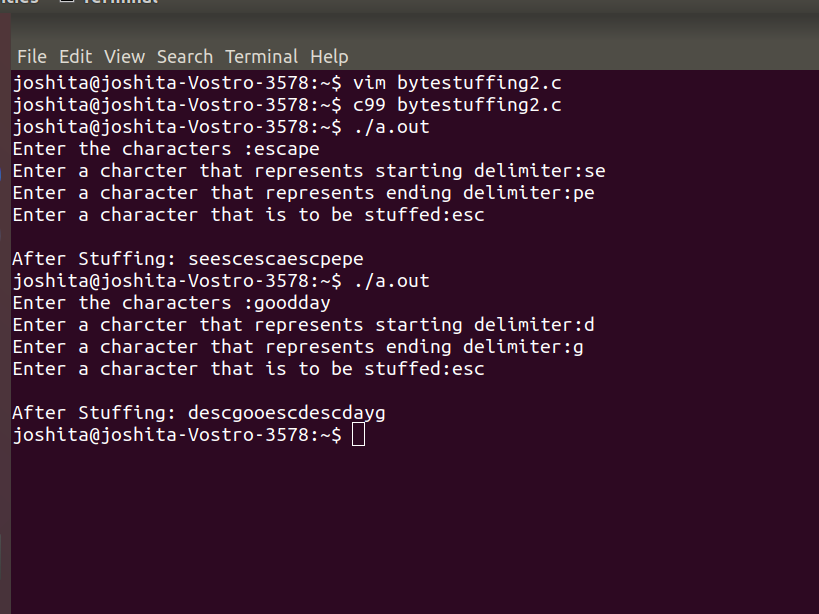 Terminal
File Edit View Search Terminal Help
joshita@joshita-Vostro-3578:~$ vim bytestuffing2.c
joshita@joshita-Vostro-3578:~$ c99 bytestuffing2.c
joshita@joshita-Vostro-3578:~$ ./a.out
Enter the characters :escape
Enter a charcter that represents starting delimiter:se
Enter a character that represents ending delimiter:pe
Enter a character that is to be stuffed:esc
After Stuffing: seescescaescpepe
joshita@joshita-Vostro-3578:~$ ./a.out
Enter the characters :goodday
Enter a charcter that represents starting delimiter:d
Enter a character that represents ending delimiter:g
Enter a character that is to be stuffed:esc
After Stuffing: descgooescdescdayg
joshita@joshita-Vostro-3578:~$